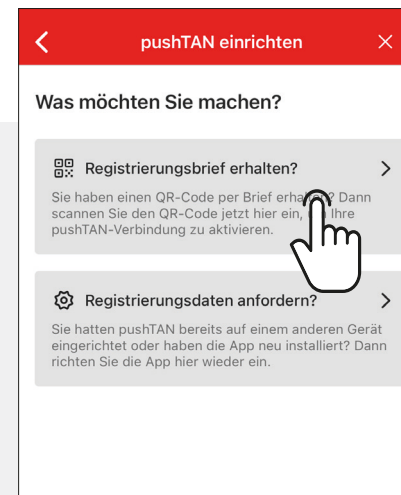 pushTAN einrichten
Was möchten Sie machen?
Registrierungsbrief erhalten?
Sie haben einen QR-Code per Brief erhalten? Dann
scannen Sie den QR-Code jetzt hier ein, Ihre
pushTAN-Verbindung zu aktivieren.
Registrierungsdaten anfordern?
Sie hatten pushTAN bereits auf einem anderen Gerät
eingerichtet oder haben die App neu installiert? Dann
richten Sie die App hier wieder ein.